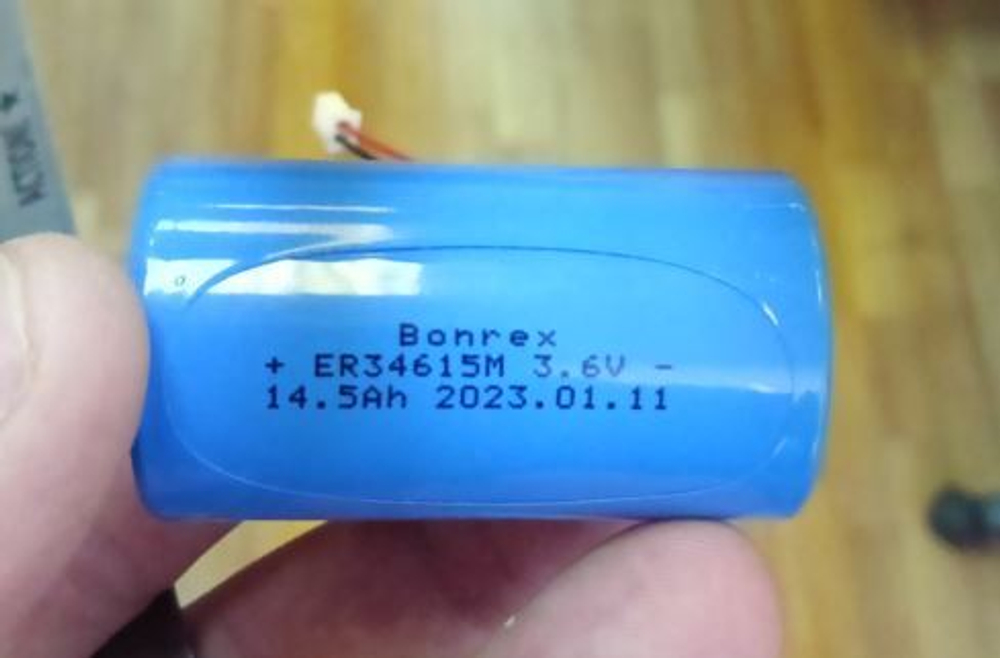 Bonrex
+ ER34615M 3.6V -
14.5Ah 2023.01.11